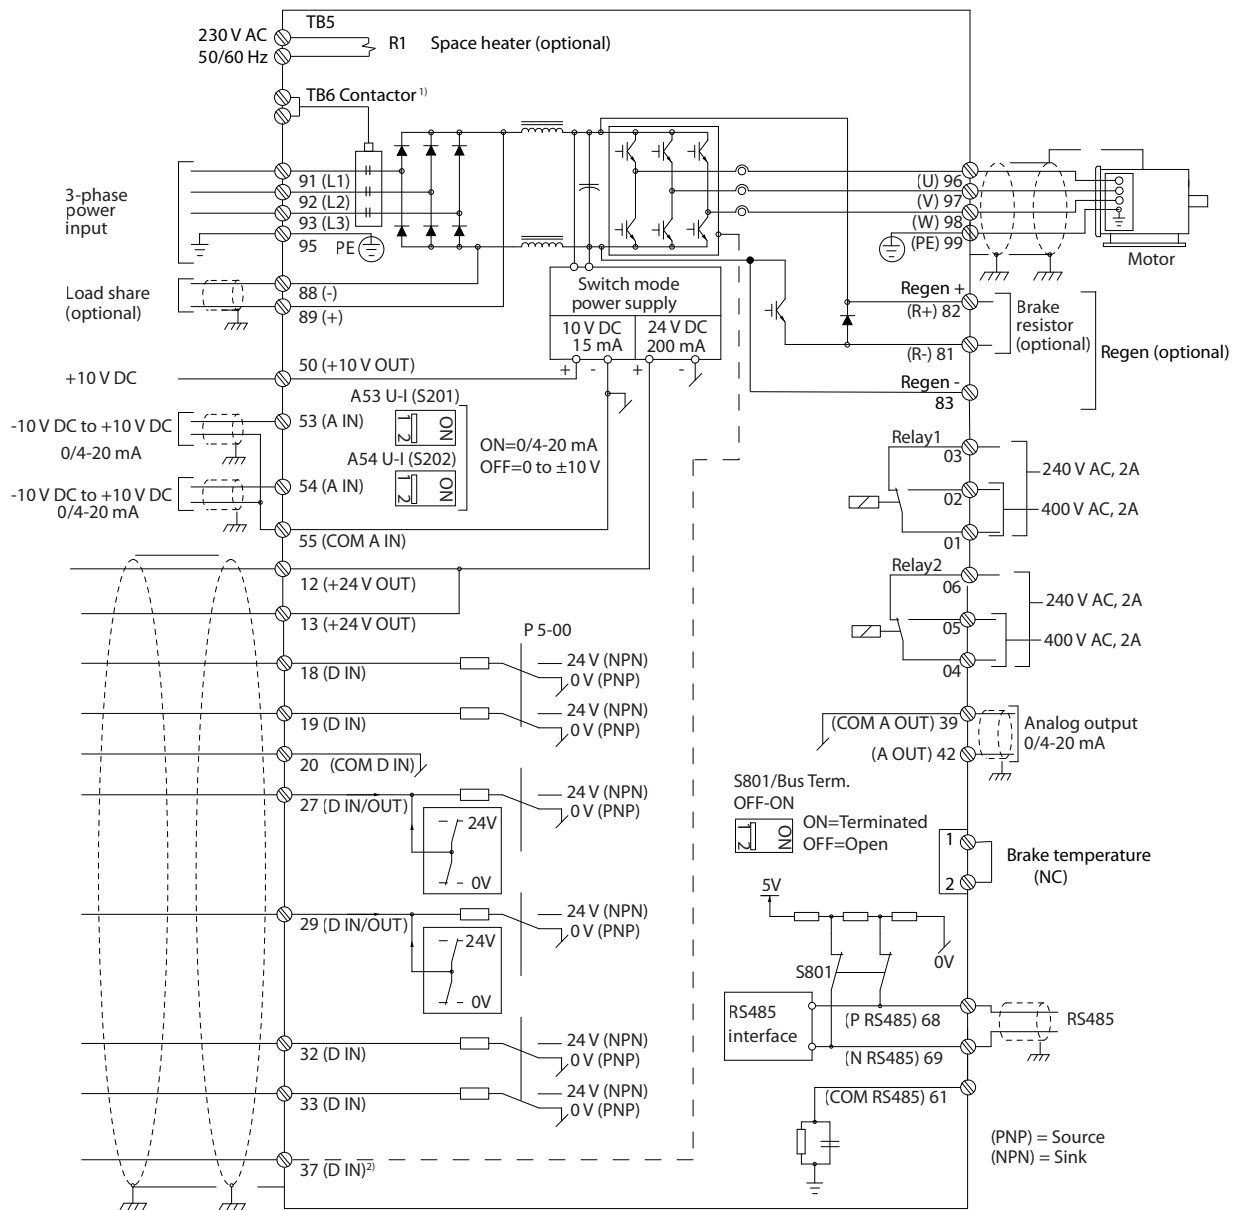 TB5
230 V AC
50/60 Hz
R1
Space heater (optional)
TB6 Contactor 1)
3-phase
power
input
91 (L1)
92 (L2)
93 (L3)
95
PE
(U) 96
(V) 97
(W) 98
(PE) 99
Motor
Load share
(optional)
88 (-)
89 (+)
Switch mode
power supply
10 V DC
15 mA
24 V DC
200 mA
+ - + -
Regen +
(R+) 82
Brake
resistor
(optional)
(R-) 81
Regen (optional)
Regen -
83
+10 V DC
50 (+10 V OUT)
A53 U-I (S201)
1 2
ON
-10 V DC to +10 V DC
0/4-20 mA
53 (A IN)
ON=0/4-20 mA
OFF=0 to ±10 V
A54 U-I (S202)
1 2
ON
-10 V DC to +10 V DC
0/4-20 mA
54 (A IN)
55 (COM A IN)
Relay1
03
240 V AC, 2A
02
400 V AC, 2A
01
12 (+24 V OUT)
13 (+24 V OUT)
Relay2
06
240 V AC, 2A
05
400 V AC, 2A
04
P 5-00
18 (D IN)
24 V (NPN)
0 V (PNP)
19 (D IN)
24 V (NPN)
0 V (PNP)
20 (COM D IN)
27 (D IN/OUT)
24 V (NPN)
0 V (PNP)
24V
0V
29 (D IN/OUT)
24 V (NPN)
0 V (PNP)
24V
0V
32 (D IN)
24 V (NPN)
0 V (PNP)
33 (D IN)
24 V (NPN)
0 V (PNP)
37 (D IN) 2)
(COM A OUT) 39
(A OUT) 42
Analog output
0/4-20 mA
S801/Bus Term.
OFF-ON
1 2
ON
ON=Terminated
OFF=Open
1
2
Brake temperature
(NC)
5V
0V
S801
RS485
interface
(P RS485) 68
(N RS485) 69
RS485
(COM RS485) 61
(PNP) = Source
(NPN) = Sink